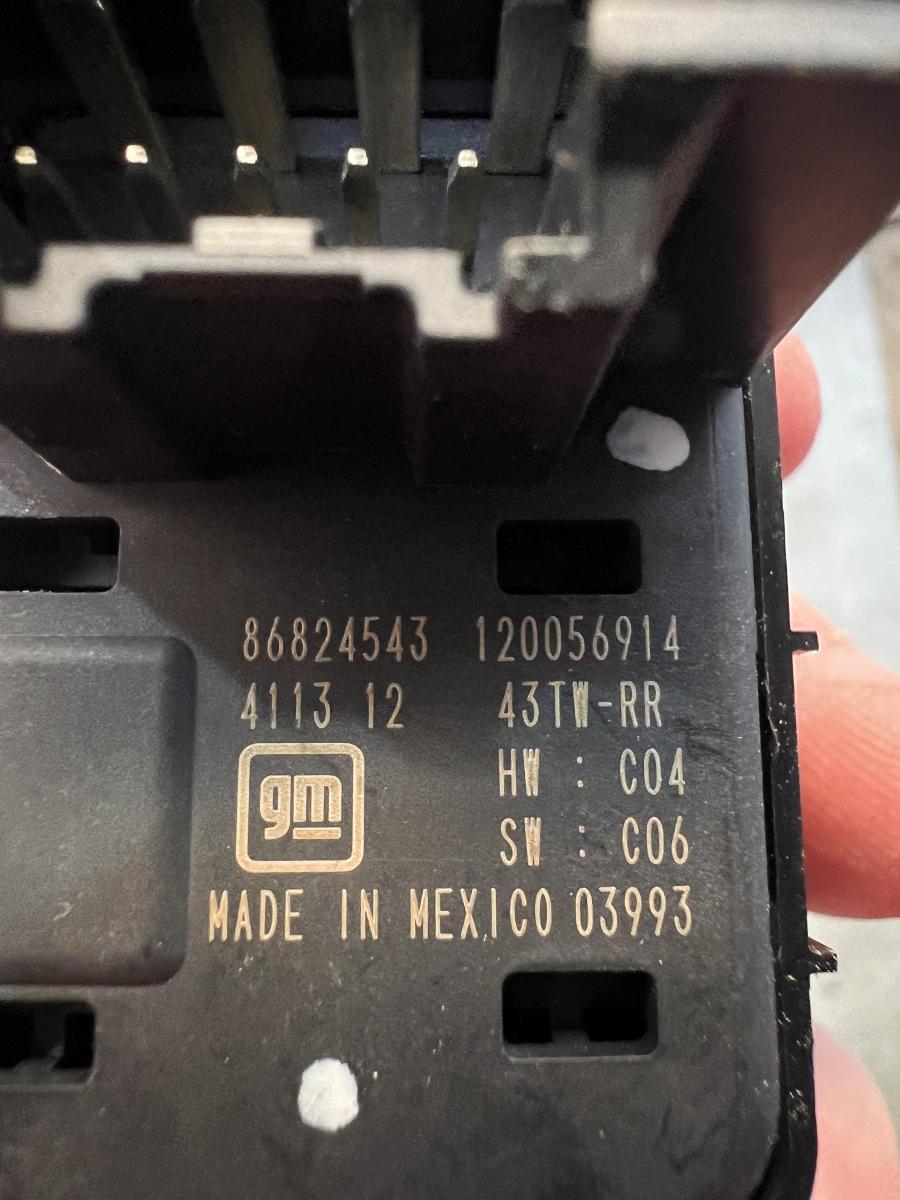 86824543 120056914
4113 12 43TW-RR
HW : C04
gm
SW : C06
MADE IN MEXICO 03993